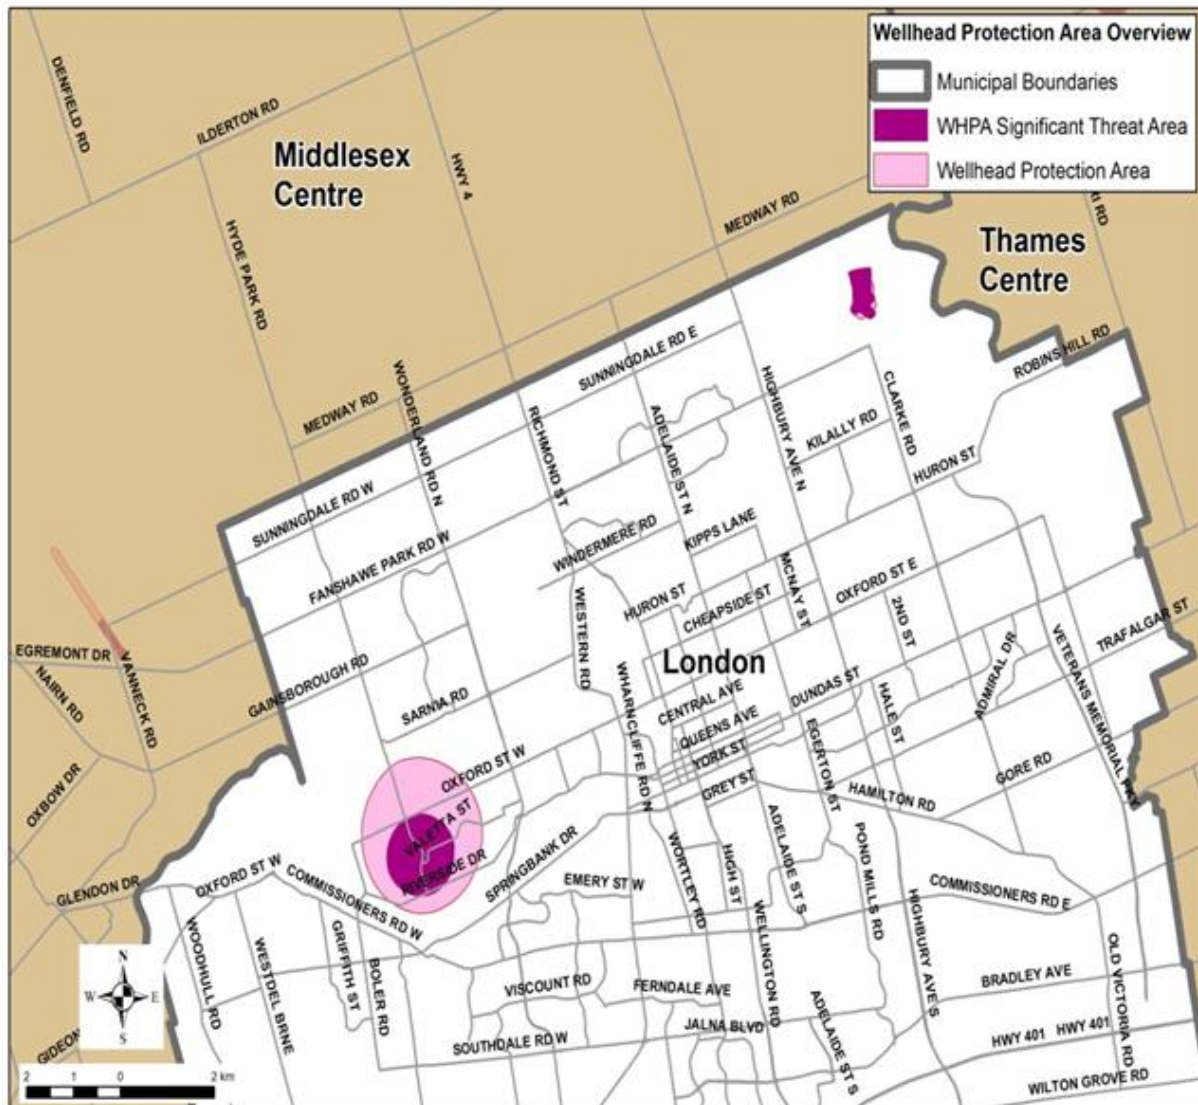 Wellhead Protection Area Overview
Municipal Boundaries
WHPA Significant Threat Area
Wellhead Protection Area
DENFIELD RD
ILDERTON RD
Middlesex
Centre
HWY 4
HYDE PARK RD
MEDWAY RD
RD
Thames
Centre
ROBINS HILL RD
SUNNINGDALE RD E
MEDWAY RD
WONDERLAND RD N
RICHMOND ST
ADELAIDE ST N
HIGHBURY AVE N
CLARKE RD
KILALLY RD
HURON ST
SUNNINGDALE RD W
FANSHAWE PARK RD W
WINDERMERE RD
KIPPS LANE
MCNAY ST
OXFORD ST E
HURON ST
CHEAPSIDE ST
2ND ST
WESTERN RD
TRAFALGAR ST
EGREMONT DR
NAIRN RD
VANNECK RD
GAINSBOROUGH RD
SARNIA RD
WHARNCLIFFE RD N
London
CENTRAL AVE
QUEENS AVE
YORK ST
GREY ST
DUNDAS ST
HALE ST
ADMIRAL DR
VETERANS MEMORIAL PKY
EGERTON ST
GORE RD
HAMILTON RD
OXBOW DR
OXFORD ST W
VALETTA ST
RIVERSIDE DR
SPRINGBANK DR
GLENDON DR
OXFORD ST W
COMMISSIONERS RD W
EMERY ST W
WORTLEY RD
HIGH ST
ADELAIDE ST S
POND MILLS RD
COMMISSIONERS RD E
HIGHBURY AVE S
WELLINGTON RD
WOODHULL RD
WESTDEL BRNE
GRIFFITH ST
BOLER RD
VISCOUNT RD
FERNDALE AVE
BRADLEY AVE
OLD VICTORIA RD
JALNA BLVD
ADELAIDE ST S
SOUTHDALE RD W
HWY 401 HWY 401
WILTON GROVE RD
GIDEON
N
W E
S
2 1 0 2 km